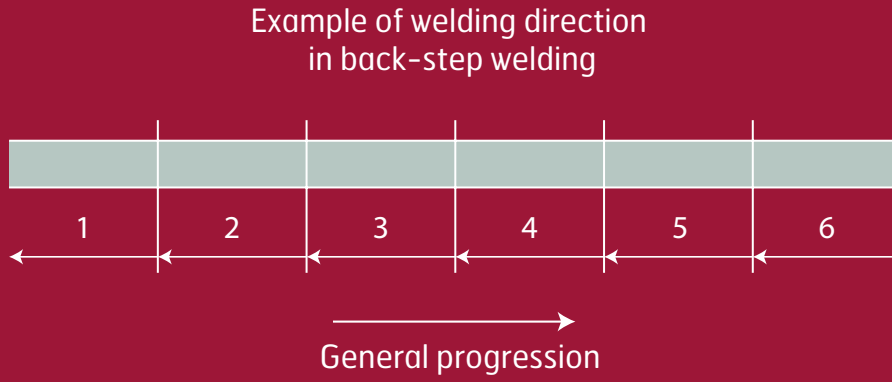 Example of welding direction
in back-step welding
1 2 3 4 5 6
General progression